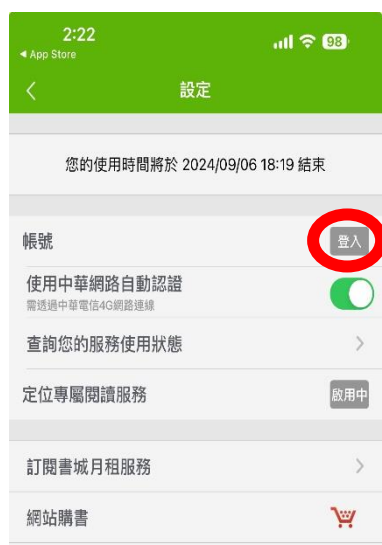 2:22
98
◀ App Store
設定
您的使用時間將於 2024/09/06 18:19 結束
帳號
登入
使用中華網路自動認證
需透過中華電信4G網路連線
查詢您的服務使用狀態
定位專屬閱讀服務
啟用中
訂閱書城月租服務
網站購書